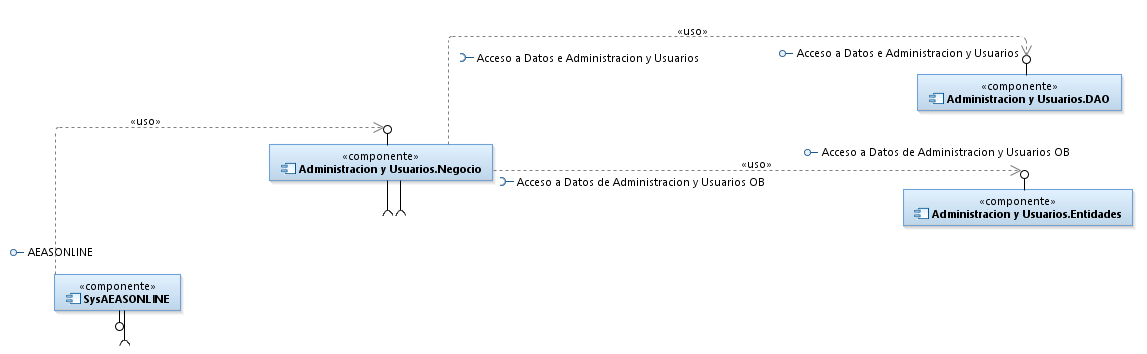 «uso»
Acceso a Datos e Administracion y Usuarios
Acceso a Datos e Administracion y Usuarios
«componente»
Administracion y Usuarios.DAO
«uso»
«componente»
Administracion y Usuarios.Negocio
«uso»
Acceso a Datos de Administracion y Usuarios OB
Acceso a Datos de Administracion y Usuarios OB
«componente»
Administracion y Usuarios.Entidades
AEASONLINE
«componente»
SysAEASONLINE